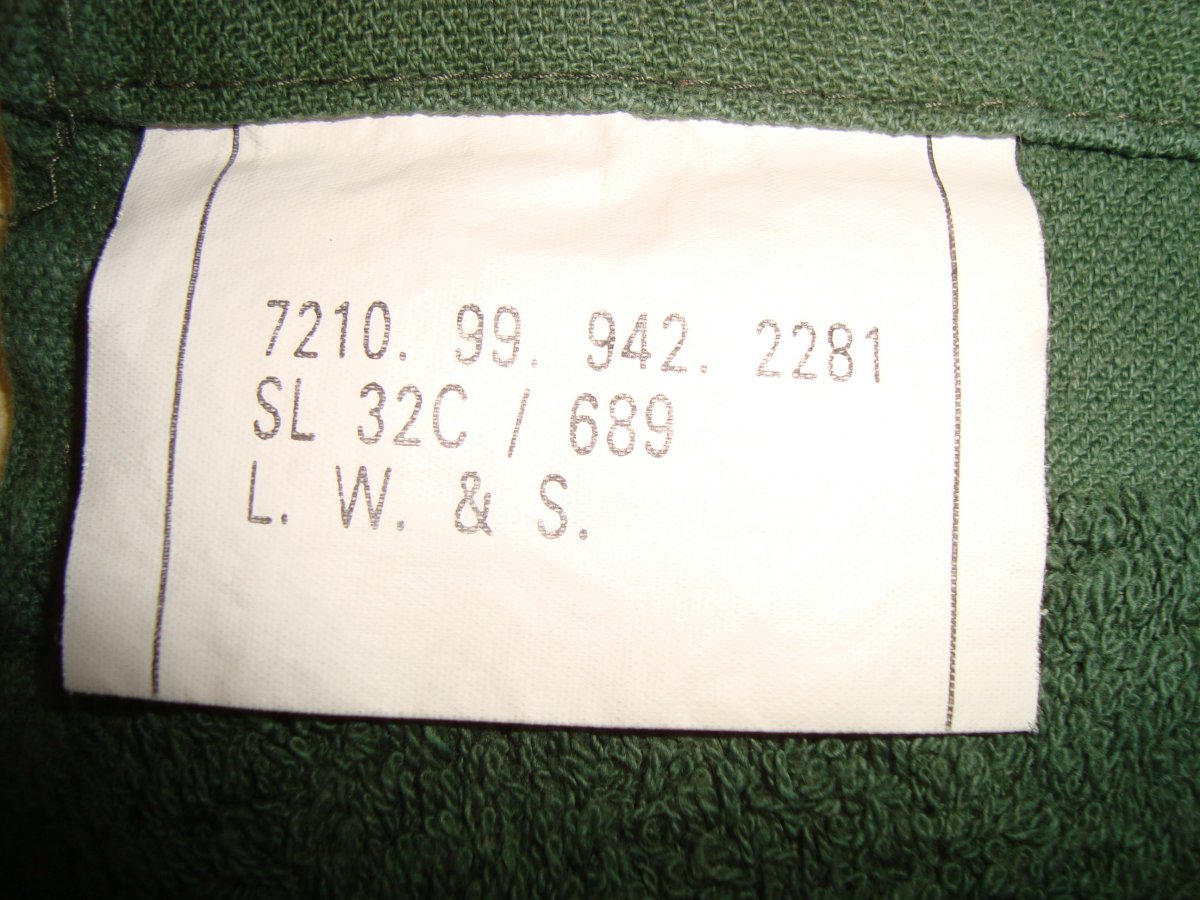 7210. 99. 942. 2281
SL 32C / 689
L. W. & S.